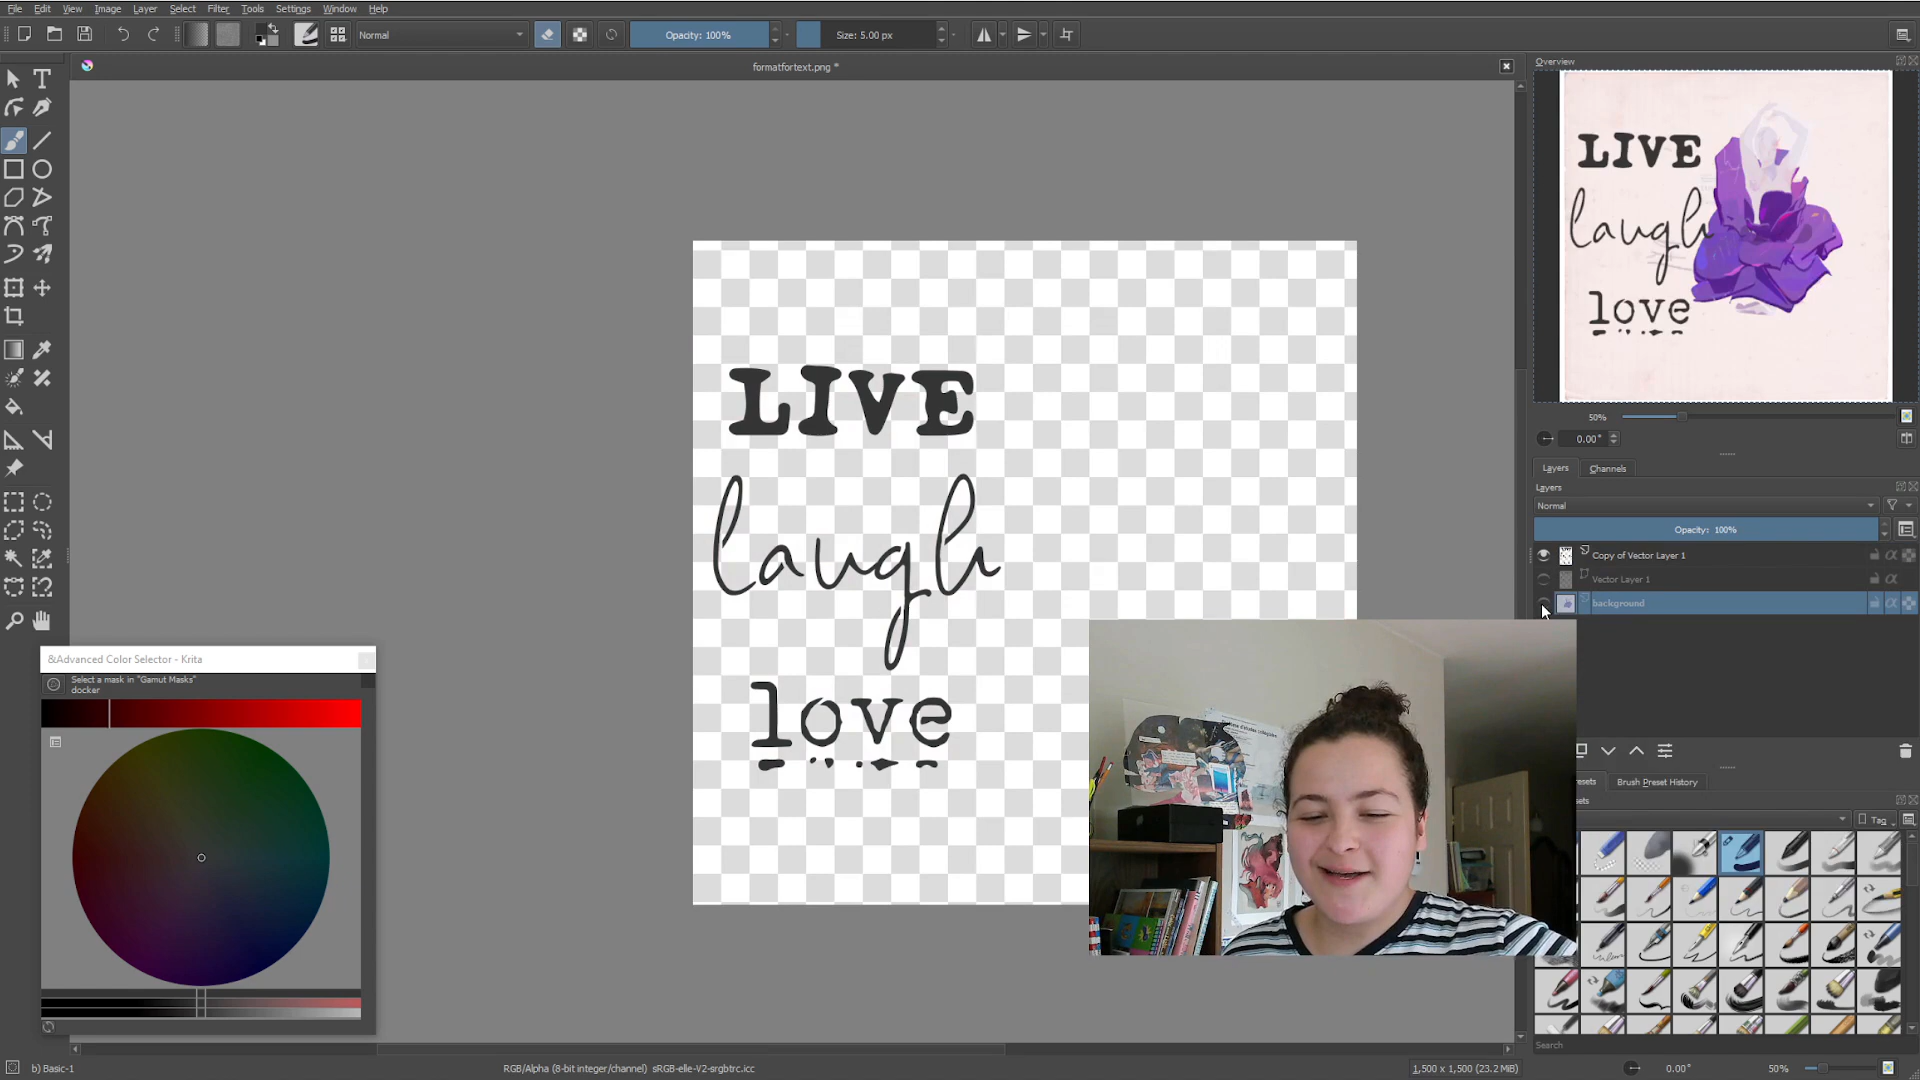 File Edit View Image Layer Select Filter Tools Settings Window Help
Normal
Opacity: 100%
Size: 5.00 px
formatfortext.png *
Overview
LIVE
laugh
love
50%
0.00°
Layers Channels
Layers
Normal
Opacity: 100%
Copy of Vector Layer 1
Vector Layer 1
background
LIVE
laugh
love
&Advanced Color Selector - Krita
Select a mask in "Gamut Masks"
docker
Brush Preset History
Tag
Search
b) Basic-1
RGB/Alpha (8-bit integer/channel) sRGB-elle-V2-srgbtrc.icc
1,500 x 1,500 (23.2 MiB)
0.00°
50%